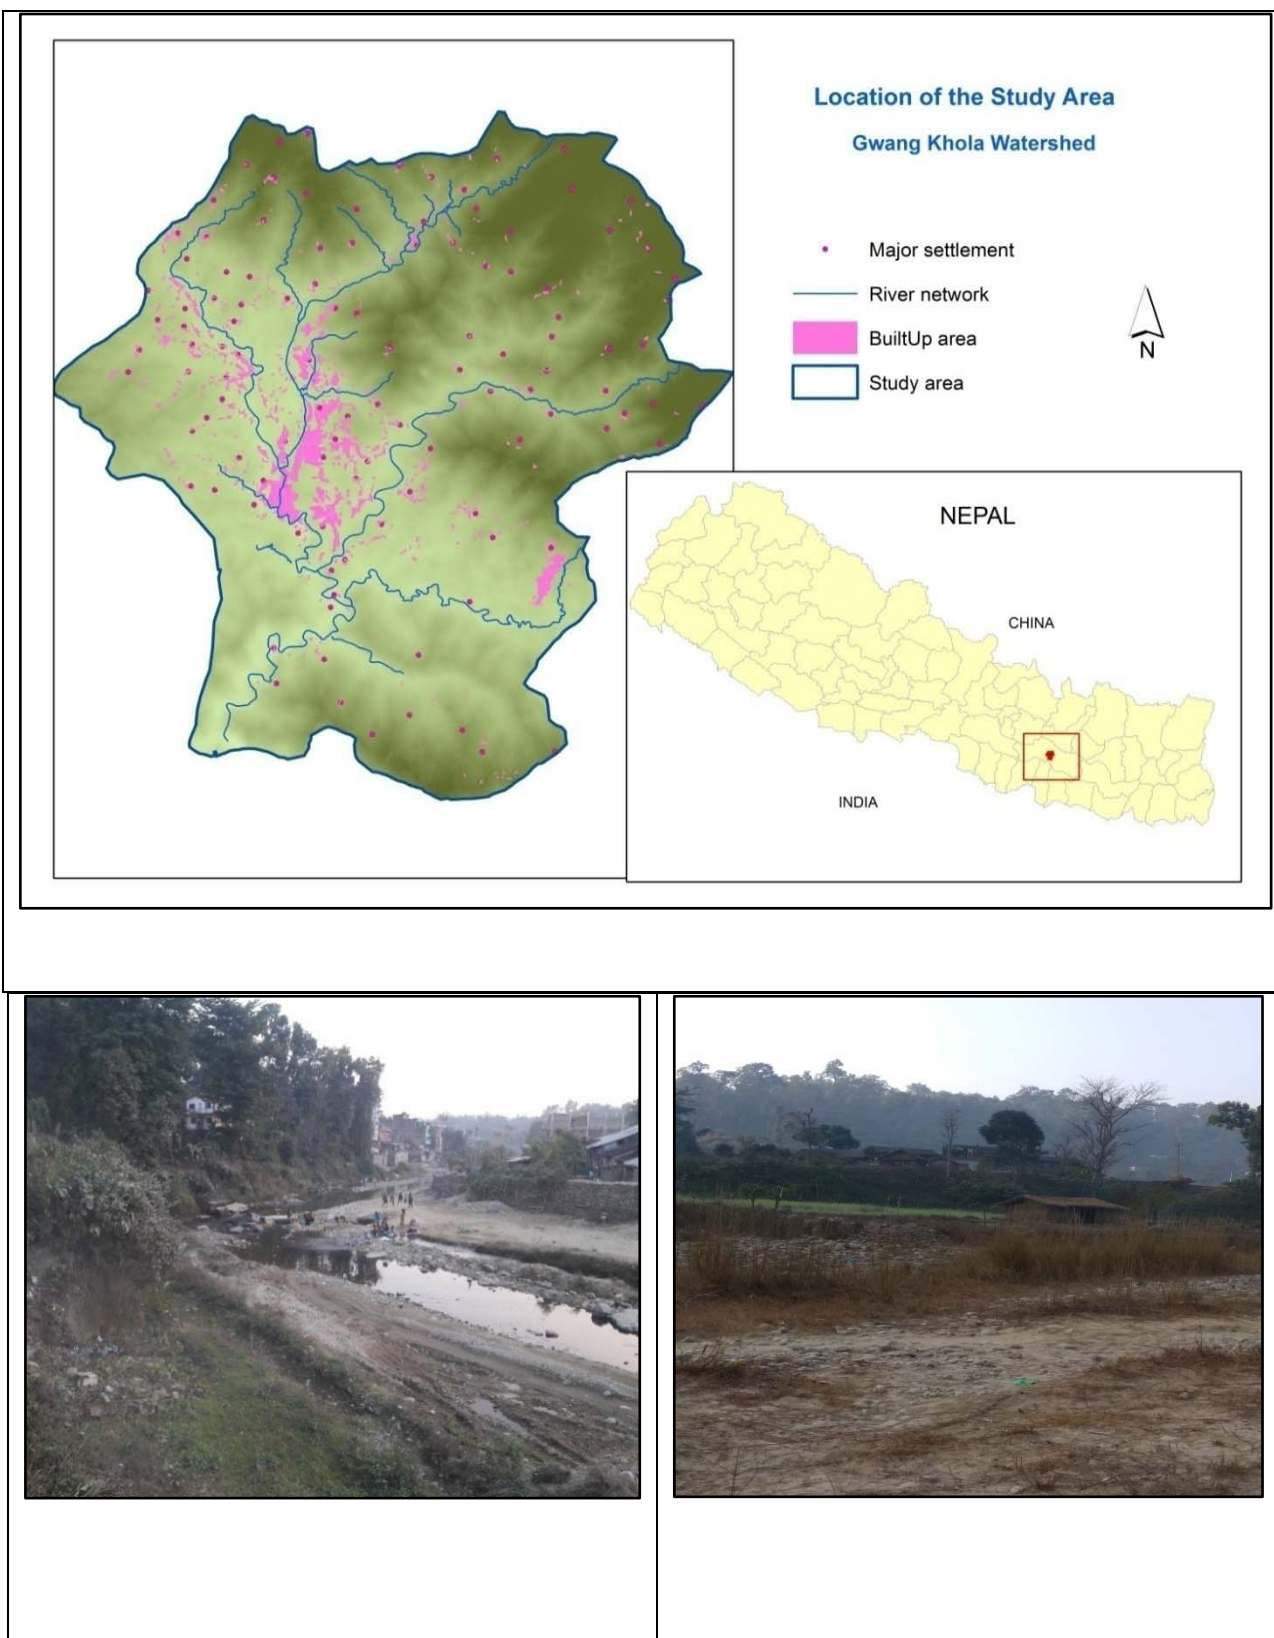 Location of the Study Area
Gwang Khola Watershed
Major settlement
River network
BuiltUp area
Study area
N
NEPAL
CHINA
INDIA